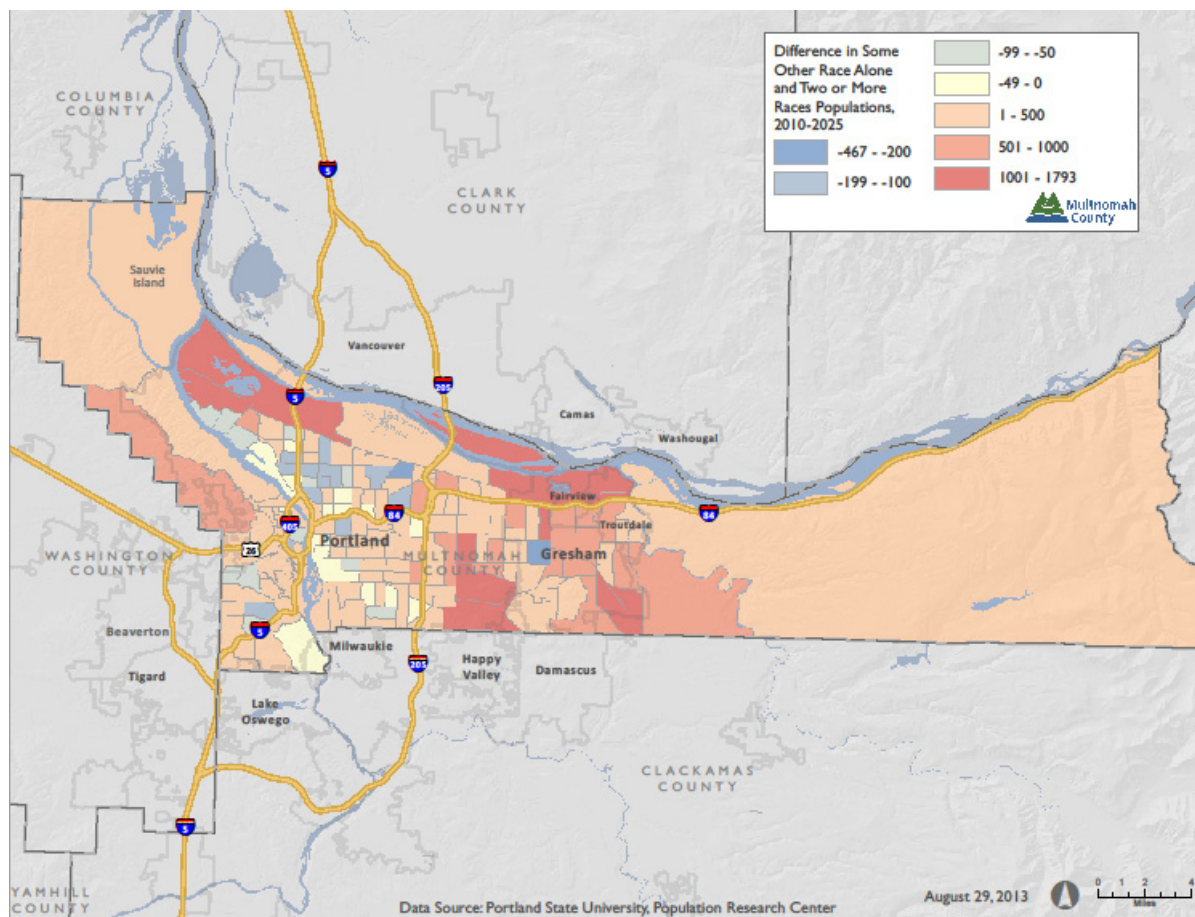 Difference in Some
Other Race Alone
and Two or More
Races Populations,
2010-2025
-467 - -200
-199 - -100
-99 - -50
-49 - 0
1 - 500
501 - 1000
1001 - 1793
Multnomah
County
COLUMBIA
COUNTY
5
CLARK
COUNTY
Sauvie
Island
Vancouver
205
5
Camas
Washougal
Fairview
84
405
84
Troutdale
26
Portland
MULTNOMAH
COUNTY
Gresham
WASHINGTON
COUNTY
Beaverton
5
Milwaukie
205
Happy
Valley
Damascus
Tigard
Lake
Oswego
CLACKAMAS
COUNTY
5
YAMHILL
COUNTY
Data Source: Portland State University, Population Research Center
August 29, 2013
0 1 2 4
Miles